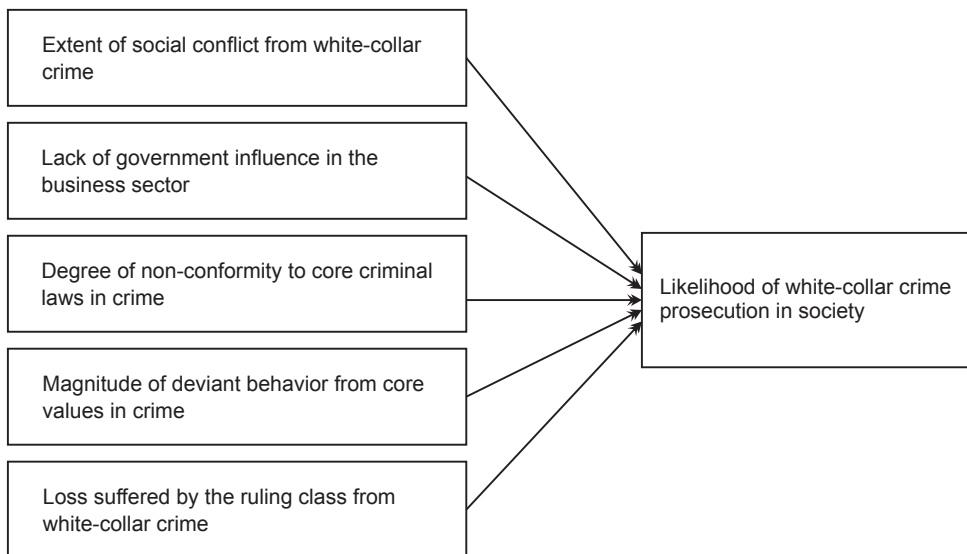 Extent of social conflict from white-collar
crime
Lack of government influence in the
business sector
Degree of non-conformity to core criminal
laws in crime
Magnitude of deviant behavior from core
values in crime
Loss suffered by the ruling class from
white-collar crime
Likelihood of white-collar crime
prosecution in society